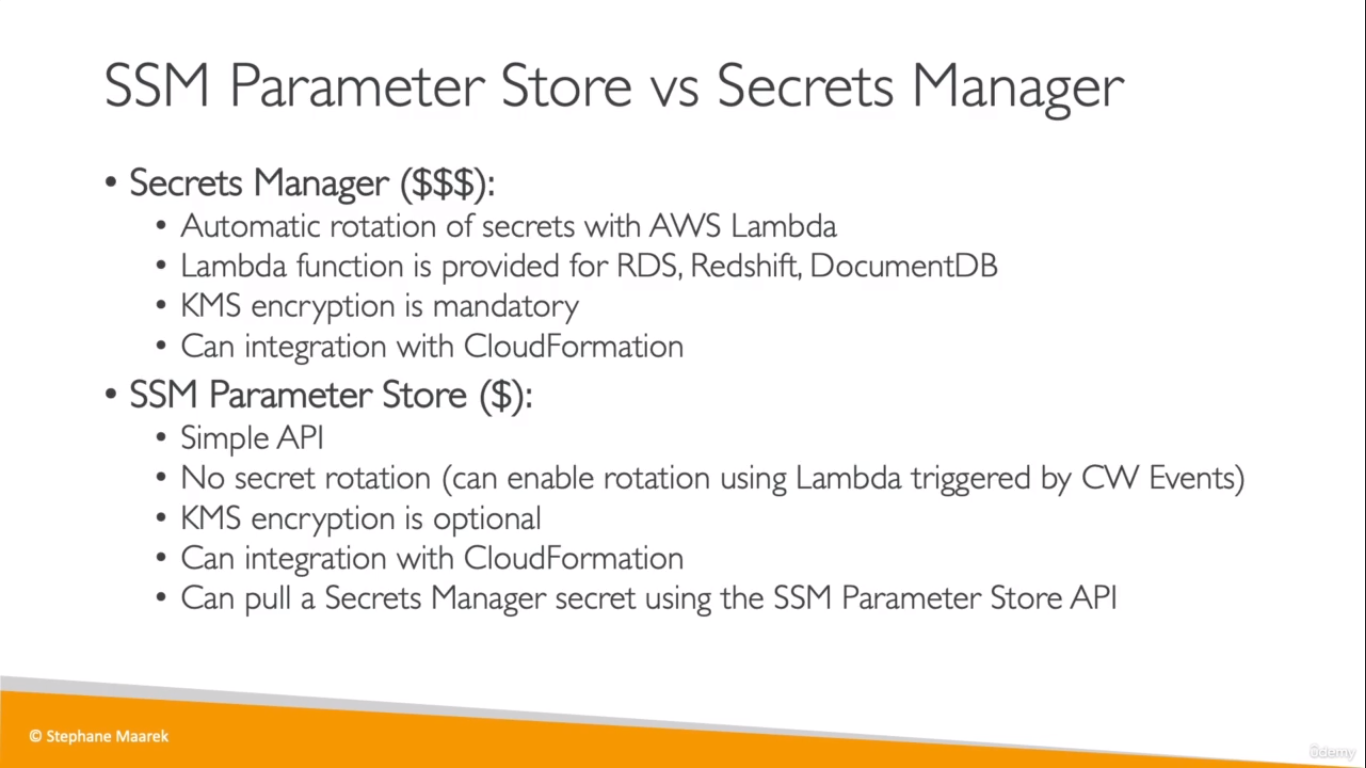 SSM Parameter Store vs Secrets Manager
• Secrets Manager ($$$):
• Automatic rotation of secrets with AWS Lambda
• Lambda function is provided for RDS, Redshift, DocumentDB
• KMS encryption is mandatory
• Can integration with CloudFormation
• SSM Parameter Store ($):
• Simple API
• No secret rotation (can enable rotation using Lambda triggered by CW Events)
• KMS encryption is optional
• Can integration with CloudFormation
• Can pull a Secrets Manager secret using the SSM Parameter Store API
© Stephane Maarek
ûdemy